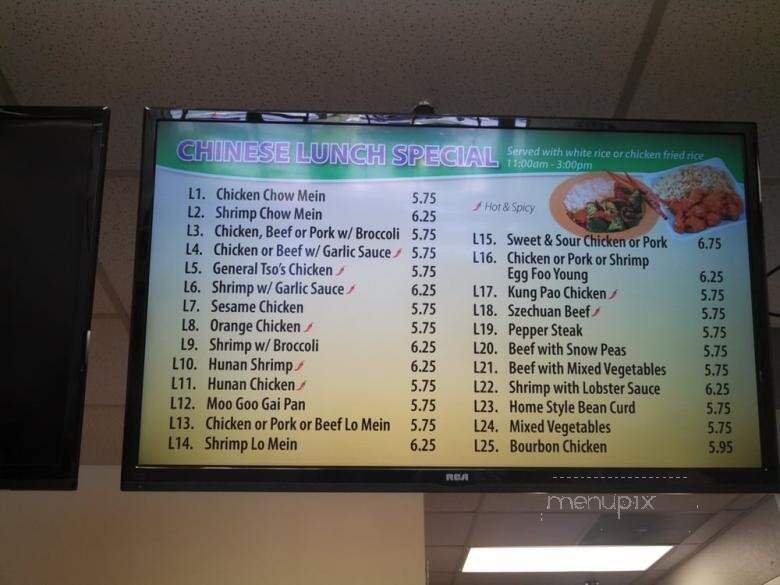 CHINESE LUNCH SPECIAL
Served with white rice or chicken fried rice
11:00am - 3:00pm
L1. Chicken Chow Mein 5.75
L2. Shrimp Chow Mein 6.25
L3. Chicken, Beef or Pork w/ Broccoli 5.75
L4. Chicken or Beef w/ Garlic Sauce 5.75
L5. General Tso's Chicken 5.75
L6. Shrimp w/ Garlic Sauce 6.25
L7. Sesame Chicken 5.75
L8. Orange Chicken 5.75
L9. Shrimp w/ Broccoli 6.25
L10. Hunan Shrimp 6.25
L11. Hunan Chicken 5.75
L12. Moo Goo Gai Pan 5.75
L13. Chicken or Pork or Beef Lo Mein 5.75
L14. Shrimp Lo Mein 6.25
Hot & Spicy
L15. Sweet & Sour Chicken or Pork 6.75
L16. Chicken or Pork or Shrimp
Egg Foo Young 6.25
L17. Kung Pao Chicken 5.75
L18. Szechuan Beef 5.75
L19. Pepper Steak 5.75
L20. Beef with Snow Peas 5.75
L21. Beef with Mixed Vegetables 5.75
L22. Shrimp with Lobster Sauce 6.25
L23. Home Style Bean Curd 5.75
L24. Mixed Vegetables 5.75
L25. Bourbon Chicken 5.95
RCA
menupix